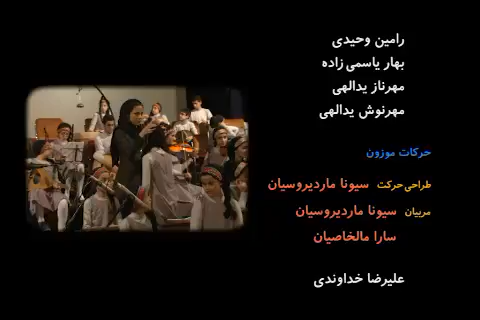 رامین وحیدی
بهار یاسمی زاده
مهرناز یدالهی
مهرنوش یدالهی
حرکات موزون
طراحی حرکت سیونا ماردیروسیان
مربیان سیونا ماردیروسیان
سارا مالخاصیان
علیرضا خداوندی